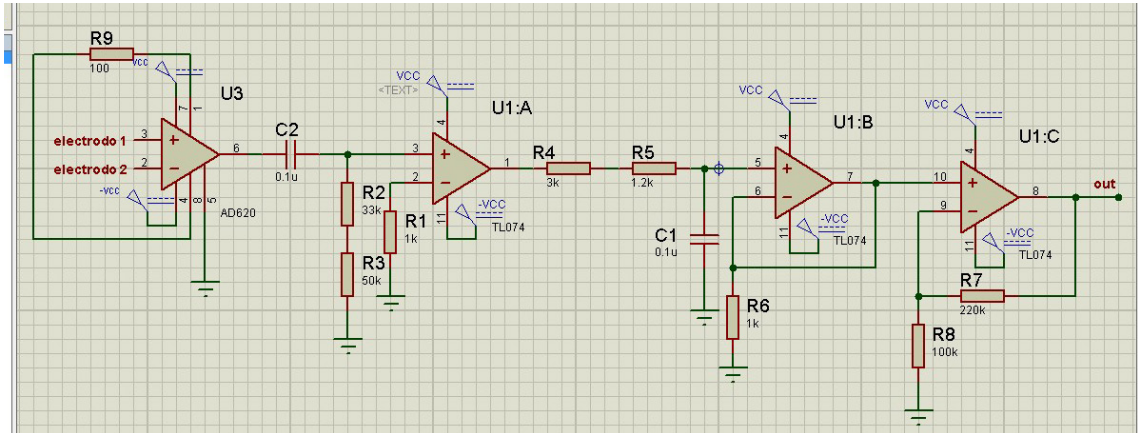 R9
100
VCC
U3
7
1
electrodo 1
3
electrodo 2
2
6
-VCC
4
8
5
AD620
C2
0.1u
R2
33k
R3
50k
VCC
<TEXT>
U1:A
4
3
2
1
11
-VCC
TL074
R1
1k
R4
3k
R5
1.2k
C1
0.1u
VCC
U1:B
4
5
6
7
11
-VCC
TL074
R6
1k
VCC
U1:C
4
10
9
8
out
11
-VCC
TL074
R7
220k
R8
100k